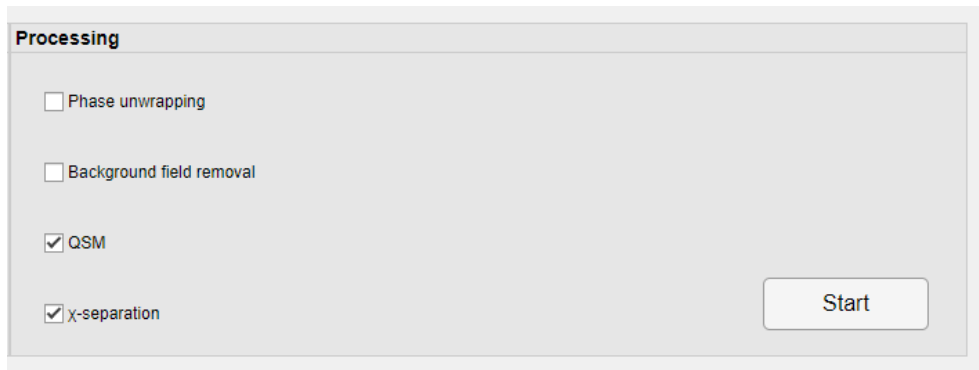 Processing
Phase unwrapping
Background field removal
QSM
χ-separation
Start